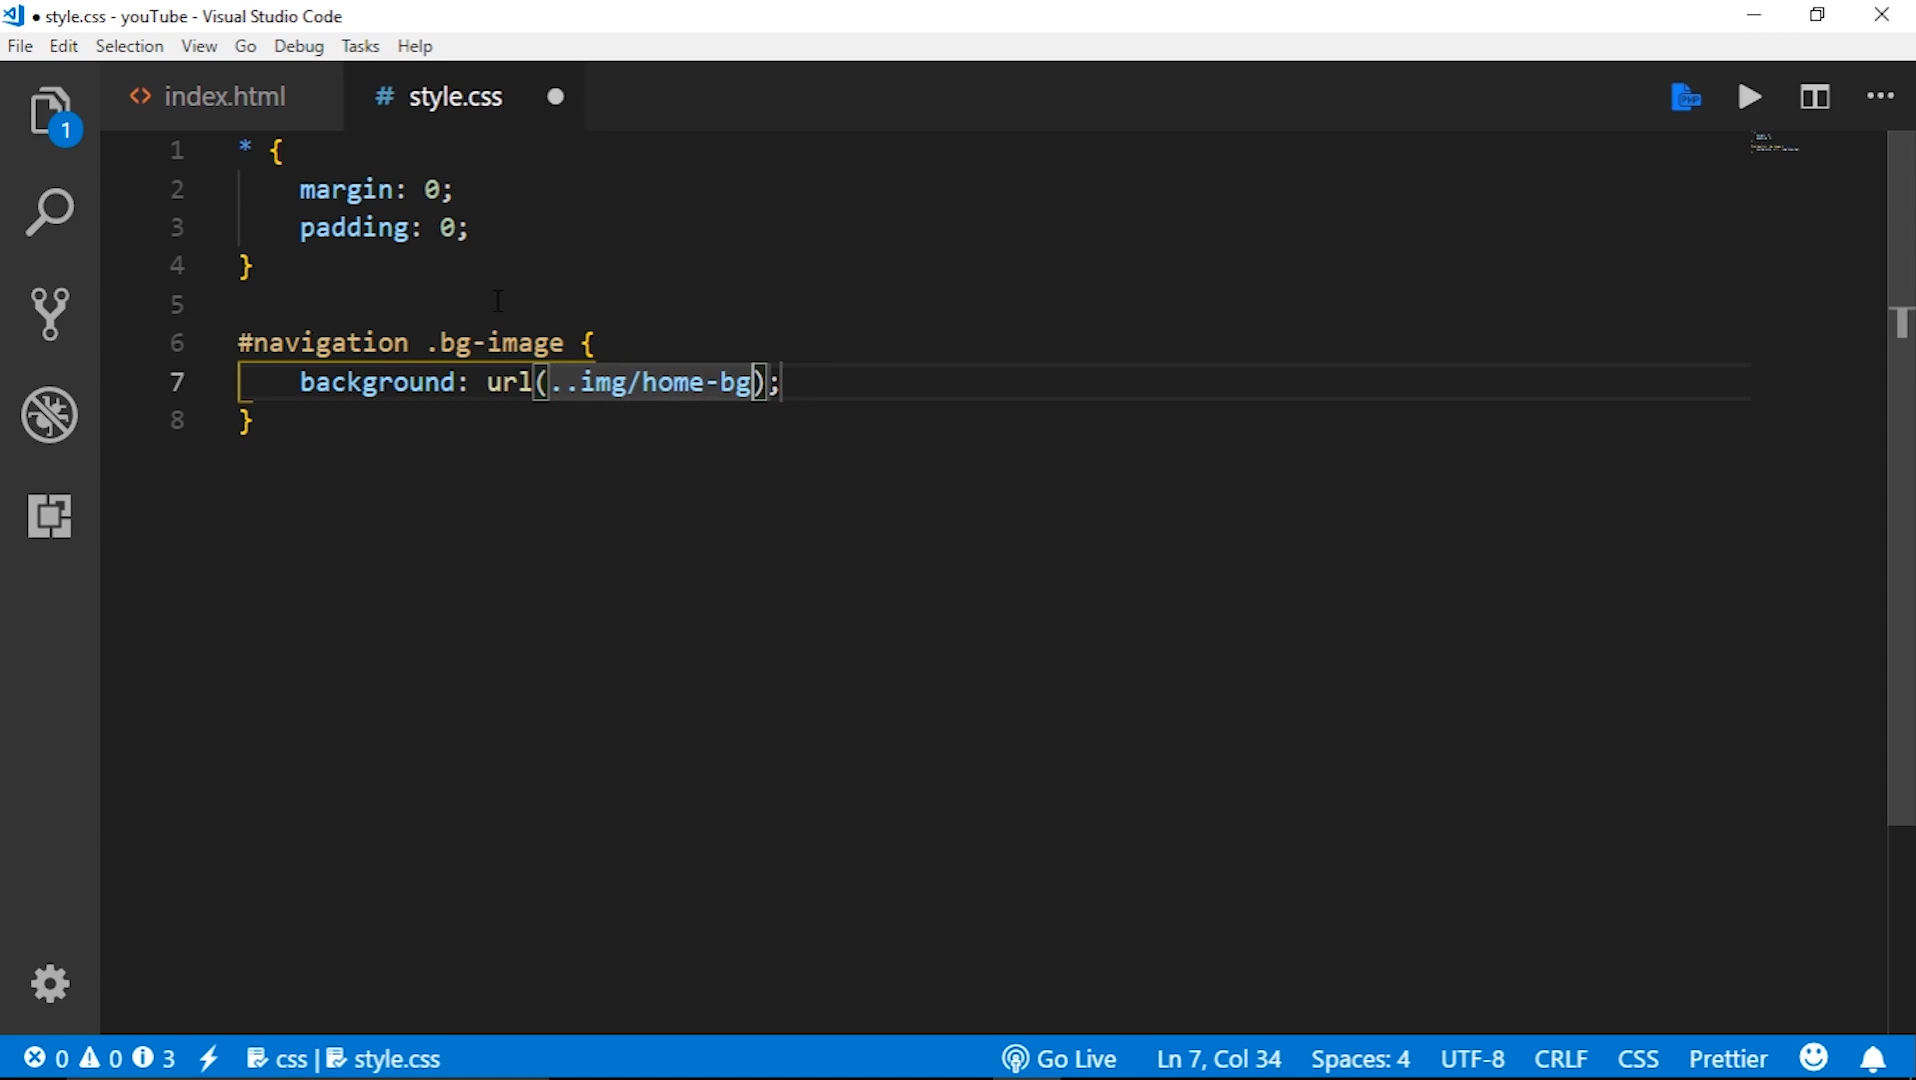 ● style.css - youTube - Visual Studio Code
File Edit Selection View Go Debug Tasks Help
1
<> index.html # style.css ●
PHP
1 * {
2 margin: 0;
3 padding: 0;
4 }
5
6 #navigation .bg-image {
7 background: url(..img/home-bg);
8 }
0 0 3 css | style.css Go Live Ln 7, Col 34 Spaces: 4 UTF-8 CRLF CSS Prettier